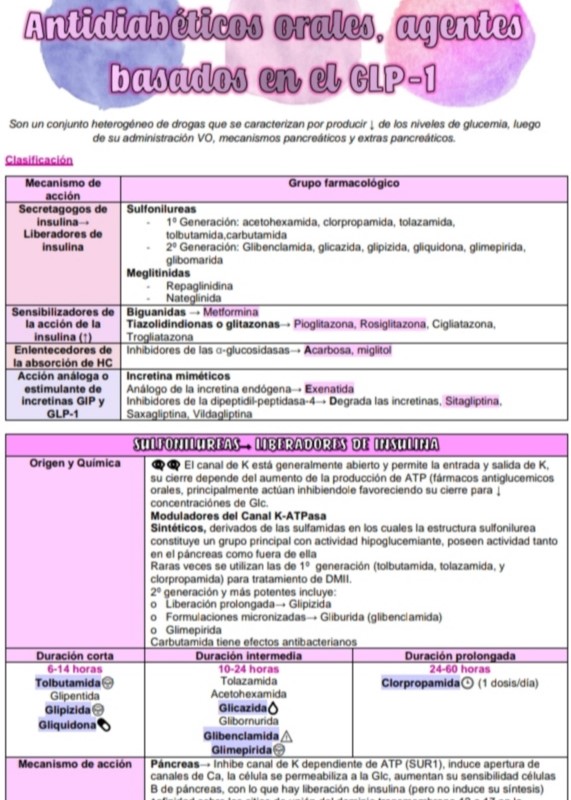 Antidiabéticos orales, agentes
basados en el GLP-1
Son un conjunto heterogéneo de drogas que se caracterizan por producir ↓ de los niveles de glucemia, luego
de su administración VO, mecanismos pancreáticos y extras pancreáticos.
Clasificación
Mecanismo de
acción
Grupo farmacológico
Secretagogos de
insulina→
Liberadores de
insulina
Sulfonilureas
- 1º Generación: acetohexamida, clorpropamida, tolazamida,
tolbutamida,carbutamida
- 2º Generación: Glibenclamida, glicazida, glipizida, gliquidona, glimepirida,
glibomarida
Meglitinidas
- Repaglinidina
- Nateglinida
Sensibilizadores de
la acción de la
insulina (↑)
Biguanidas → Metformina
Tiazolidindionas o glitazonas→ Pioglitazona, Rosiglitazona, Cigliatazona,
Trogliatazona
Enlentecedores de
la absorción de HC
Inhibidores de las α-glucosidasas→ Acarbosa, miglitol
Acción análoga o
estimulante de
incretinas GIP y
GLP-1
Incretina miméticos
Análogo de la incretina endógena→ Exenatida
Inhibidores de la dipeptidil-peptidasa-4→ Degrada las incretinas, Sitagliptina,
Saxagliptina, Vildagliptina
SULFONILUREAS→ LIBERADORES DE INSULINA
Origen y Química
El canal de K está generalmente abierto y permite la entrada y salida de K,
su cierre depende del aumento de la producción de ATP (fármacos antiglucemicos
orales, principalmente actúan inhibiendole favoreciendo su cierre para ↓
concentraciónes de Glc.
Moduladores del Canal K-ATPasa
Sintéticos, derivados de las sulfamidas en los cuales la estructura sulfonilurea
constituye un grupo principal con actividad hipoglucemiante, poseen actividad tanto
en el páncreas como fuera de ella
Raras veces se utilizan las de 1º generación (tolbutamida, tolazamida, y
clorpropamida) para tratamiento de DMII.
2º generación y más potentes incluye:
o Liberación prolongada→ Glipizida
o Formulaciones micronizadas→ Gliburida (glibenclamida)
o Glimepirida
Carbutamida tiene efectos antibacterianos
Duración corta
Duración intermedia
Duración prolongada
6-14 horas
Tolbutamida
Glipentida
Glipizida
Gliquidona
10-24 horas
Tolazamida
Acetohexamida
Glicazida
Glibornurida
Glibenclamida
Glimepirida
24-60 horas
Clorpropamida (1 dosis/día)
Mecanismo de acción
Páncreas→ Inhibe canal de K dependiente de ATP (SUR1), induce apertura de
canales de Ca, la célula se permeabiliza a la Glc, aumentan su sensibilidad células
B de páncreas, con lo que hay liberación de insulina (pero no induce su síntesis)